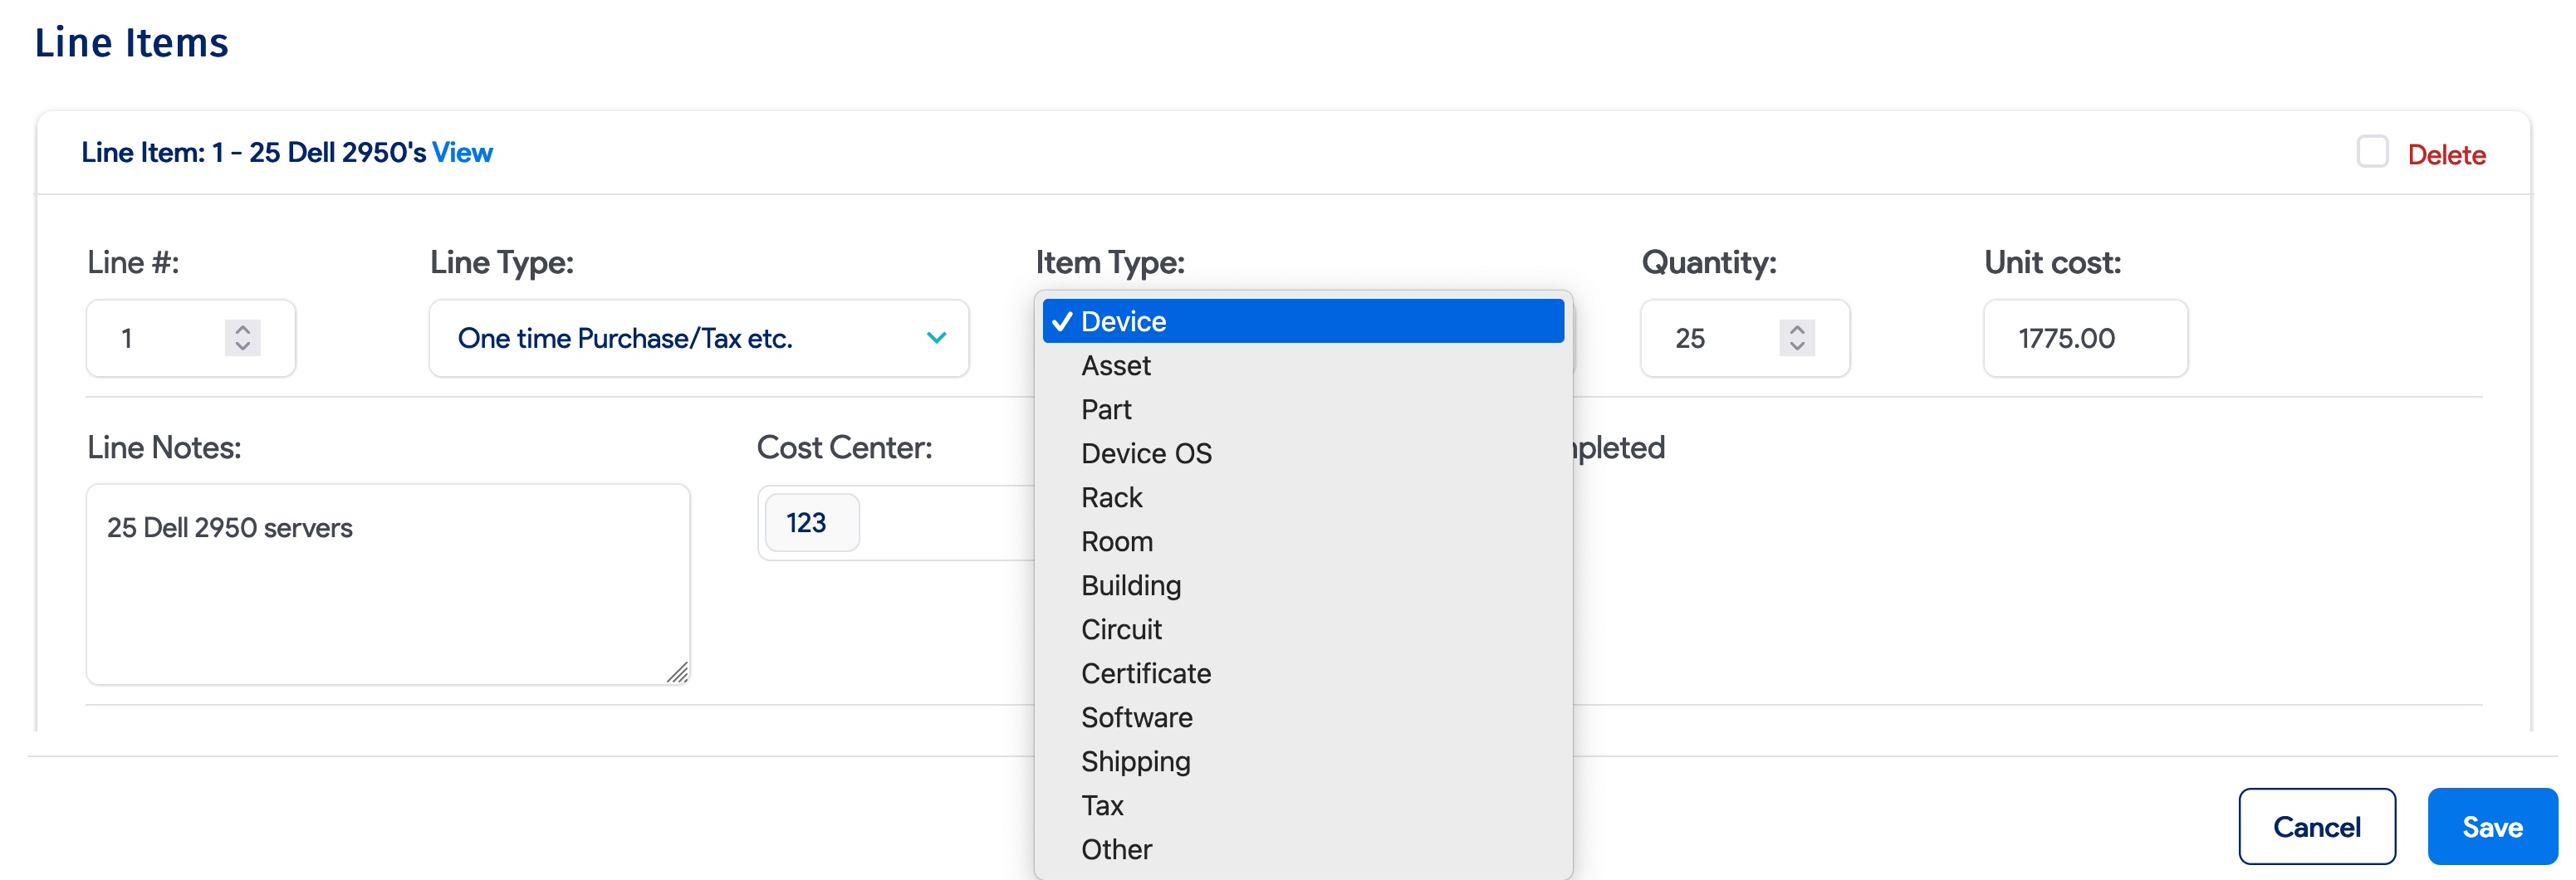 Line Items
Line Item: 1 - 25 Dell 2950's View
Delete
Line #:
Line Type:
Item Type:
Quantity:
Unit cost:
1
One time Purchase/Tax etc.
25
1775.00
Device
Asset
Part
Device OS
Rack
Room
Building
Circuit
Certificate
Software
Shipping
Tax
Other
Line Notes:
Cost Center:
25 Dell 2950 servers
123
Cancel
Save